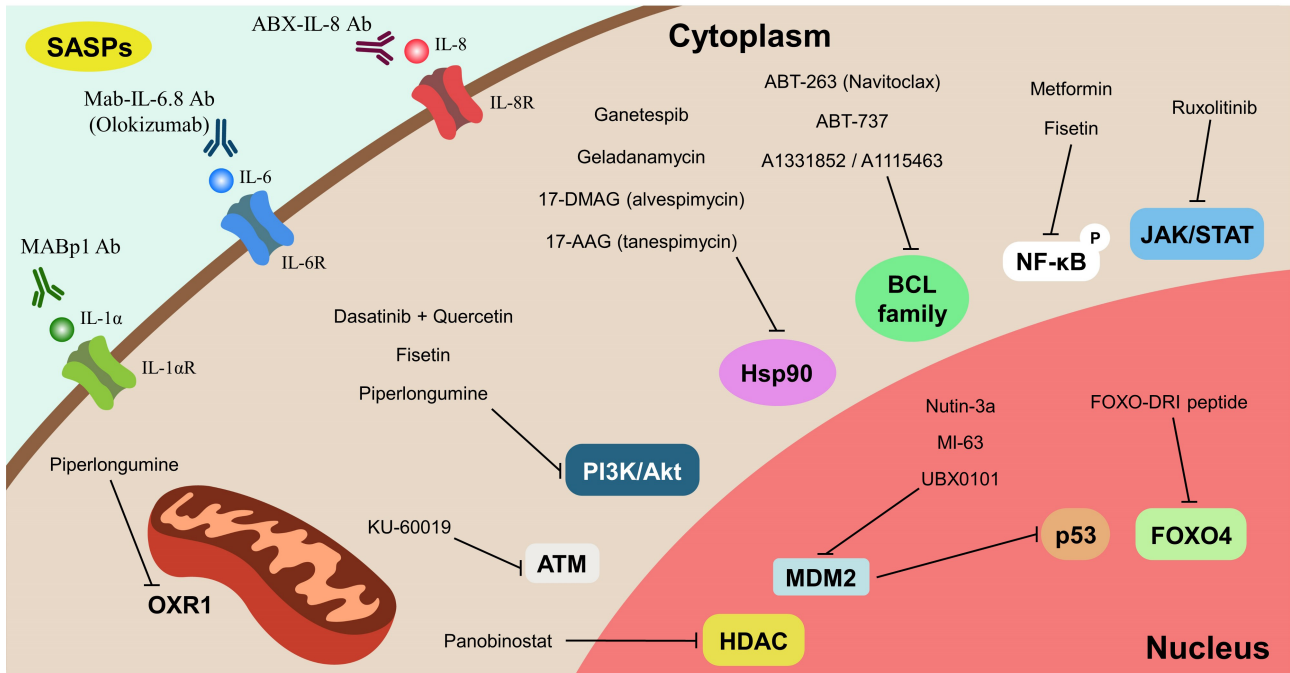 SASPs
ABX-IL-8 Ab
IL-8
IL-8R
Mab-IL-6.8 Ab
(Olokizumab)
IL-6
IL-6R
MABp1 Ab
IL-1α
IL-1αR
Cytoplasm
Ganetespib
Geladanamycin
17-DMAG (alvespimycin)
17-AAG (tanespimycin)
Hsp90
ABT-263 (Navitoclax)
ABT-737
A1331852 / A1115463
BCL
family
Metformin
Fisetin
P
NF-κB
Ruxolitinib
JAK/STAT
Dasatinib + Quercetin
Fisetin
Piperlongumine
PI3K/Akt
Piperlongumine
OXR1
KU-60019
ATM
Panobinostat
HDAC
Nutin-3a
MI-63
UBX0101
MDM2
p53
FOXO-DRI peptide
FOXO4
Nucleus